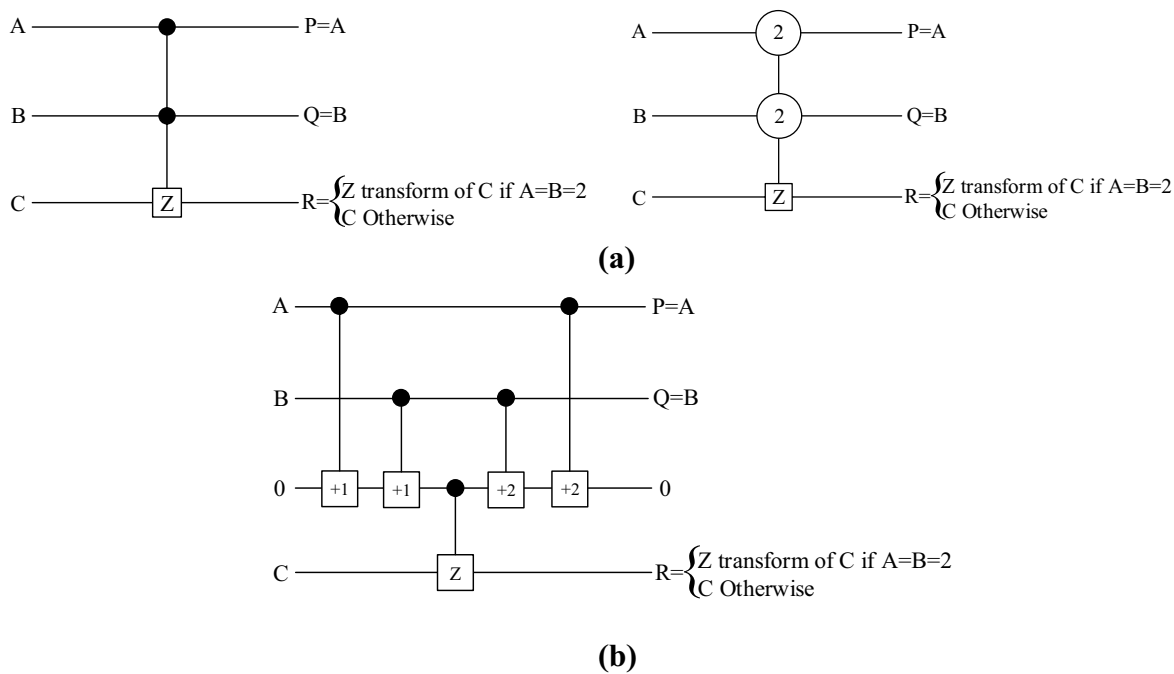 A P=A
B Q=B
C Z R={Z transform of C if A=B=2
C Otherwise
A 2 P=A
B 2 Q=B
C Z R={Z transform of C if A=B=2
C Otherwise
(a)
A P=A
B Q=B
0 +1 +1 +2 +2 0
C Z R={Z transform of C if A=B=2
C Otherwise
(b)